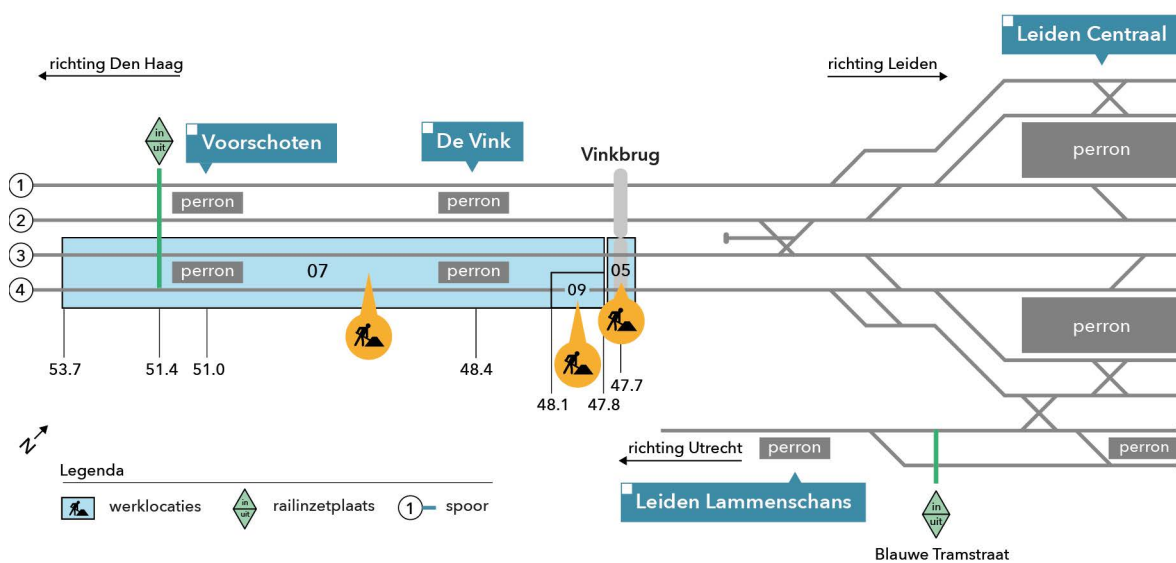 Leiden Centraal
richting Den Haag
richting Leiden
in
uit
Voorschoten
De Vink
Vinkbrug
perron
1
perron
perron
2
3
perron
07
perron
05
4
09
perron
53.7
51.4
51.0
48.4
48.1
47.8
47.7
N
richting Utrecht
perron
perron
Legenda
Leiden Lammenschans
werklocaties
in
uit
railinzetplaats
1
spoor
in
uit
Blauwe Tramstraat